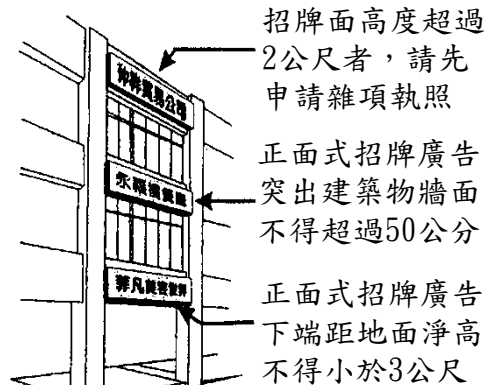 招牌面高度超過
2公尺者，請先
申請雜項執照
正面式招牌廣告
突出建築物牆面
不得超過50公分
正面式招牌廣告
下端距地面淨高
不得小於3公尺